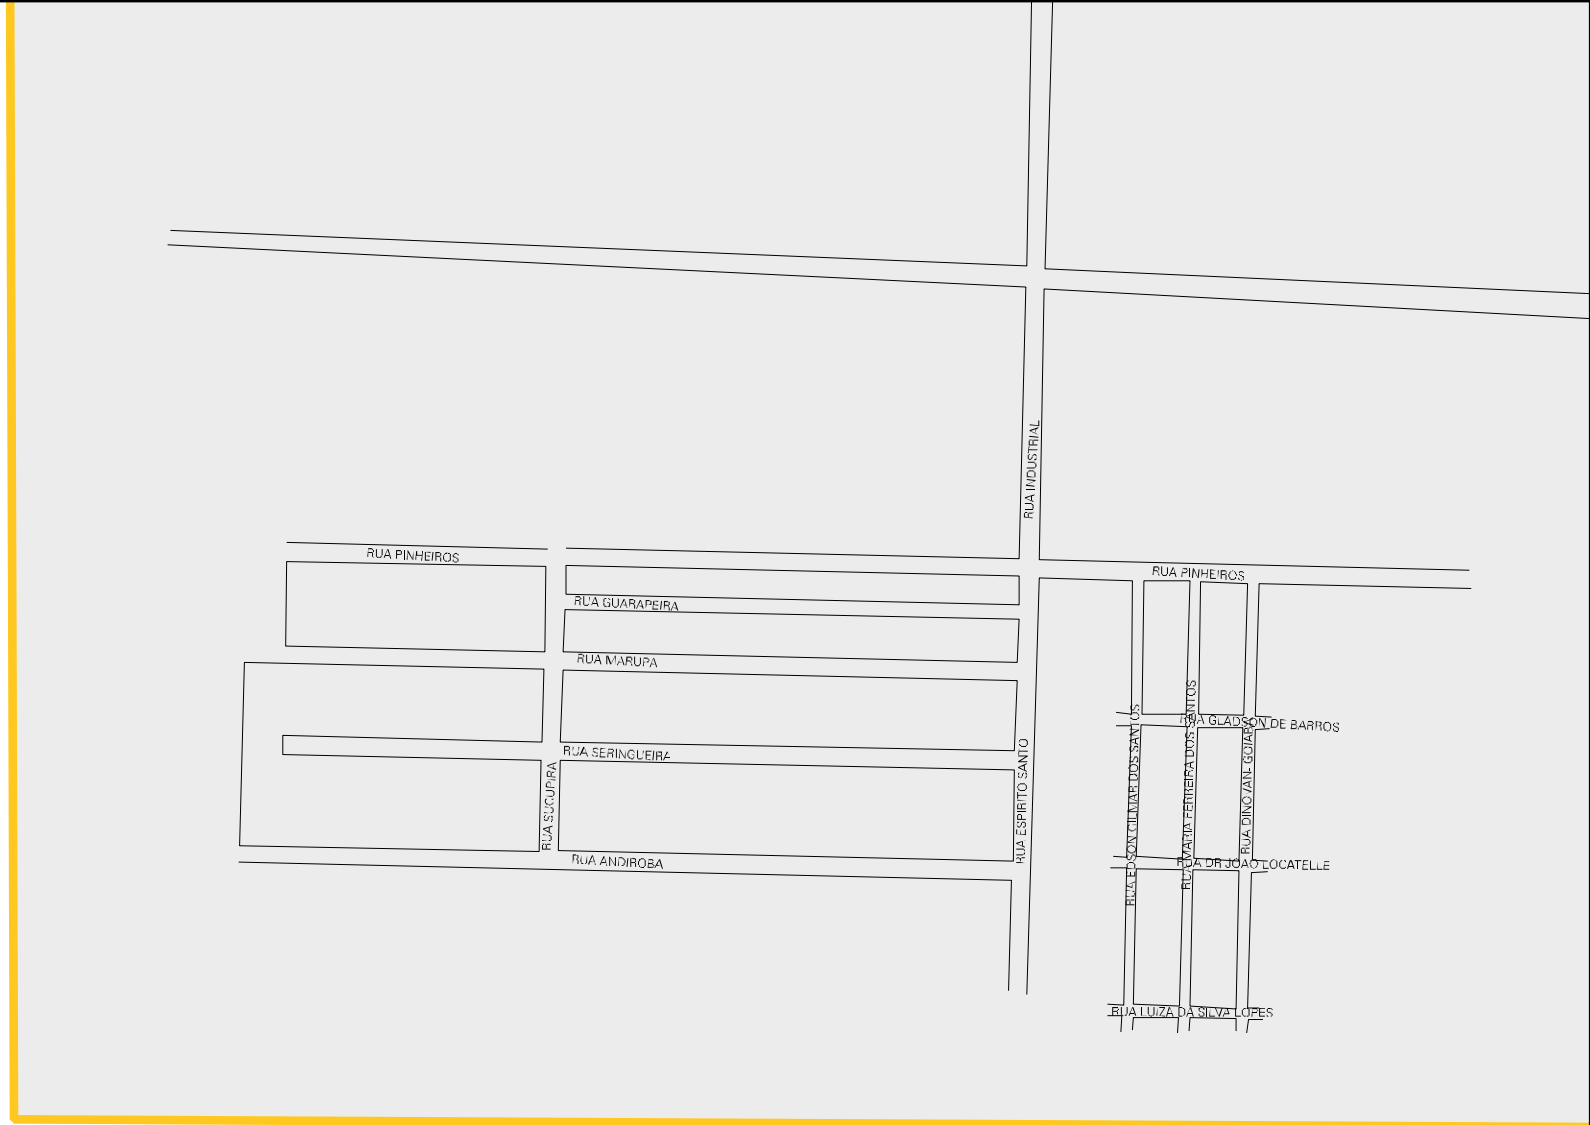 RUA INDUSTRIAL
RUA PINHEIROS
RUA PINHEIROS
RUA GUARAPEIRA
RUA MARUPA
RUA SERINGUEIRA
RUA SUCUPIRA
RUA ANDIROBA
RUA ESPIRITO SANTO
RUA EDSON GILMAR DOS SANTOS
RUA MARIA FERREIRA DOS SANTOS
RUA GLADSON DE BARROS
RUA DINO VAN- GOIABA
RUA DR JOAO LOCATELLE
RUA LUIZA DA SILVA LOPES